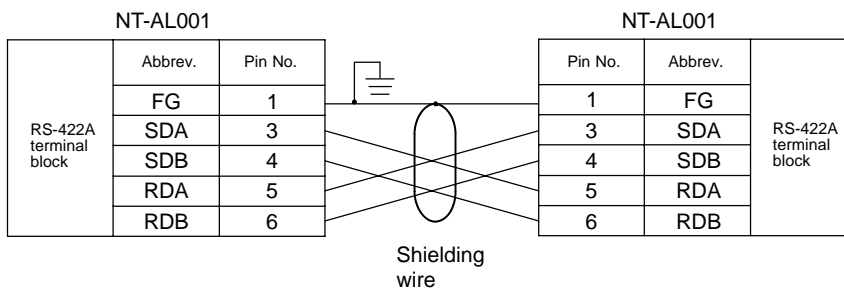 NT-AL001 NT-AL001
Abbrev. Pin No. Pin No. Abbrev.
FG 1 1 FG
RS-422A terminal block SDA 3 3 SDA RS-422A terminal block
SDB 4 4 SDB
RDA 5 5 RDA
RDB 6 6 RDB
Shielding
wire